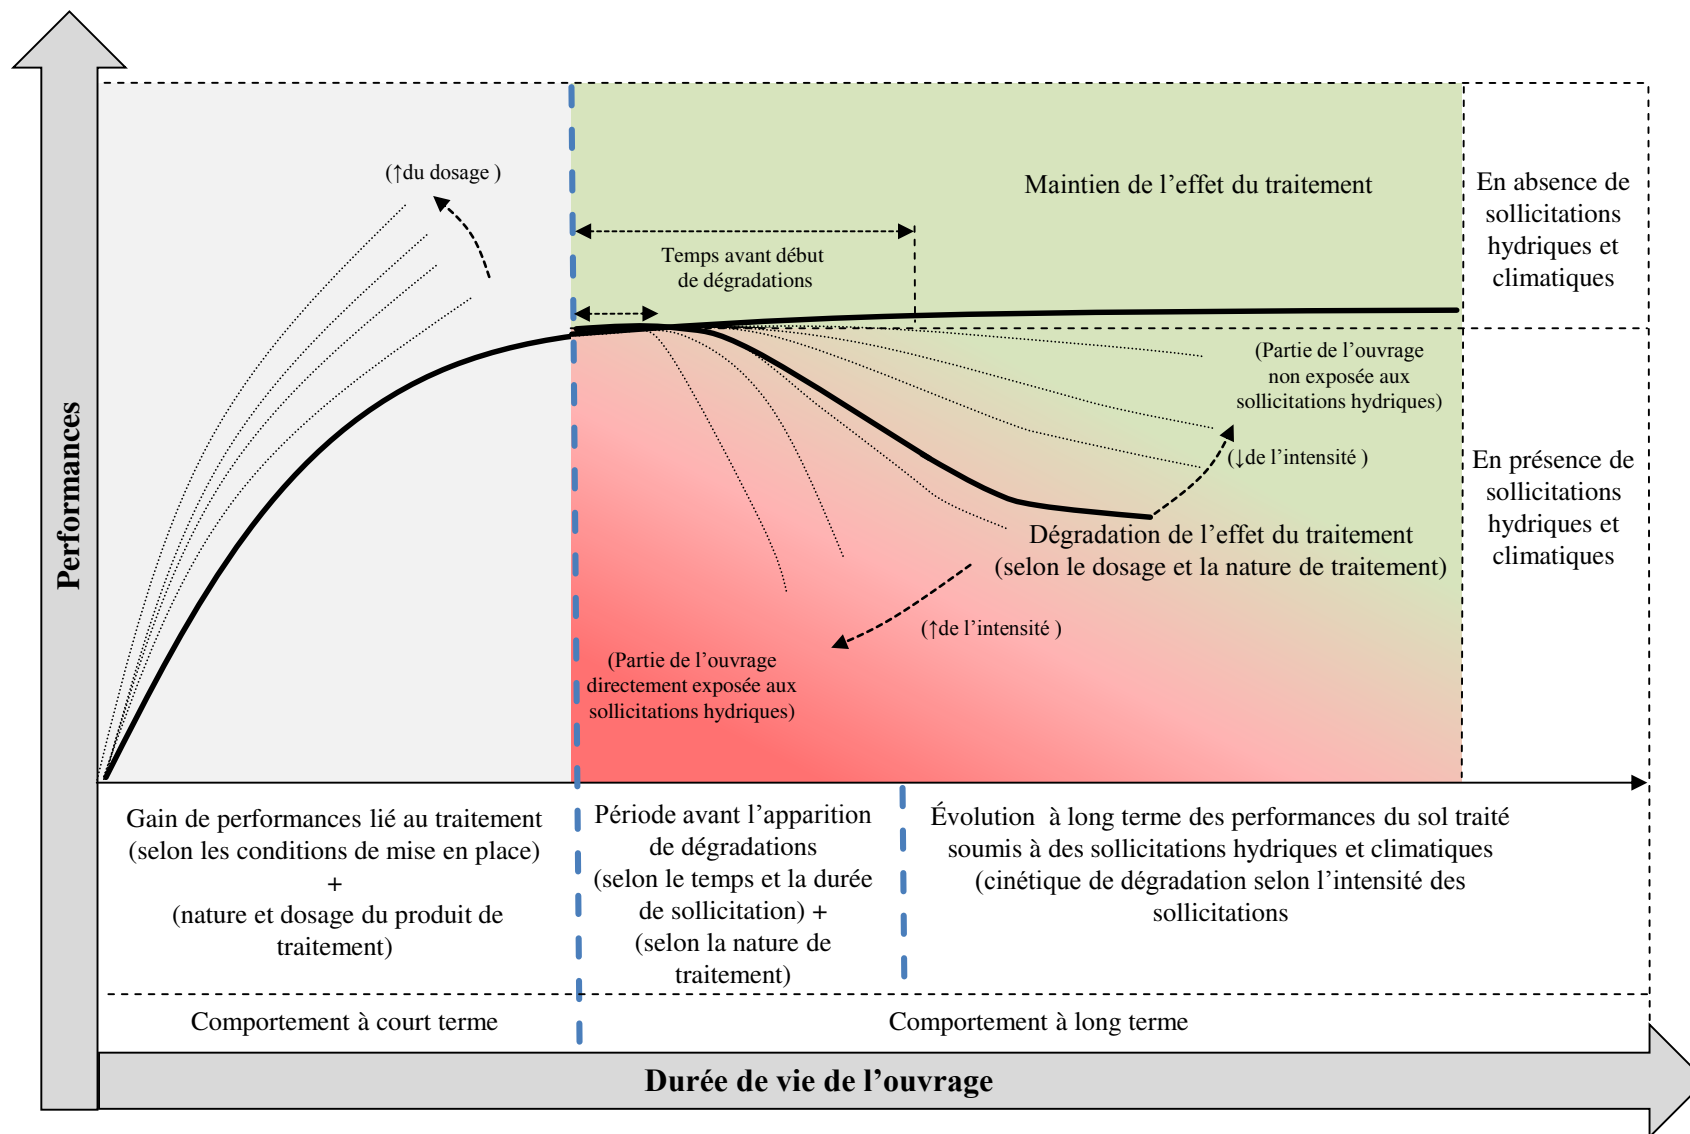 Performances
(↑du dosage )
Maintien de l’effet du traitement
Temps avant début
de dégradations
En absence de
sollicitations
hydriques et
climatiques
(Partie de l’ouvrage
non exposée aux
sollicitations hydriques)
(↓de l’intensité )
En présence de
sollicitations
hydriques et
climatiques
Dégradation de l’effet du traitement
(selon le dosage et la nature de traitement)
(↑de l’intensité )
(Partie de l’ouvrage
directement exposée aux
sollicitations hydriques)
Gain de performances lié au traitement
(selon les conditions de mise en place)
+
(nature et dosage du produit de
traitement)
Période avant l’apparition
de dégradations
(selon le temps et la durée
de sollicitation) +
(selon la nature de
traitement)
Évolution à long terme des performances du sol traité
soumis à des sollicitations hydriques et climatiques
(cinétique de dégradation selon l’intensité des
sollicitations
Comportement à court terme
Comportement à long terme
Durée de vie de l’ouvrage